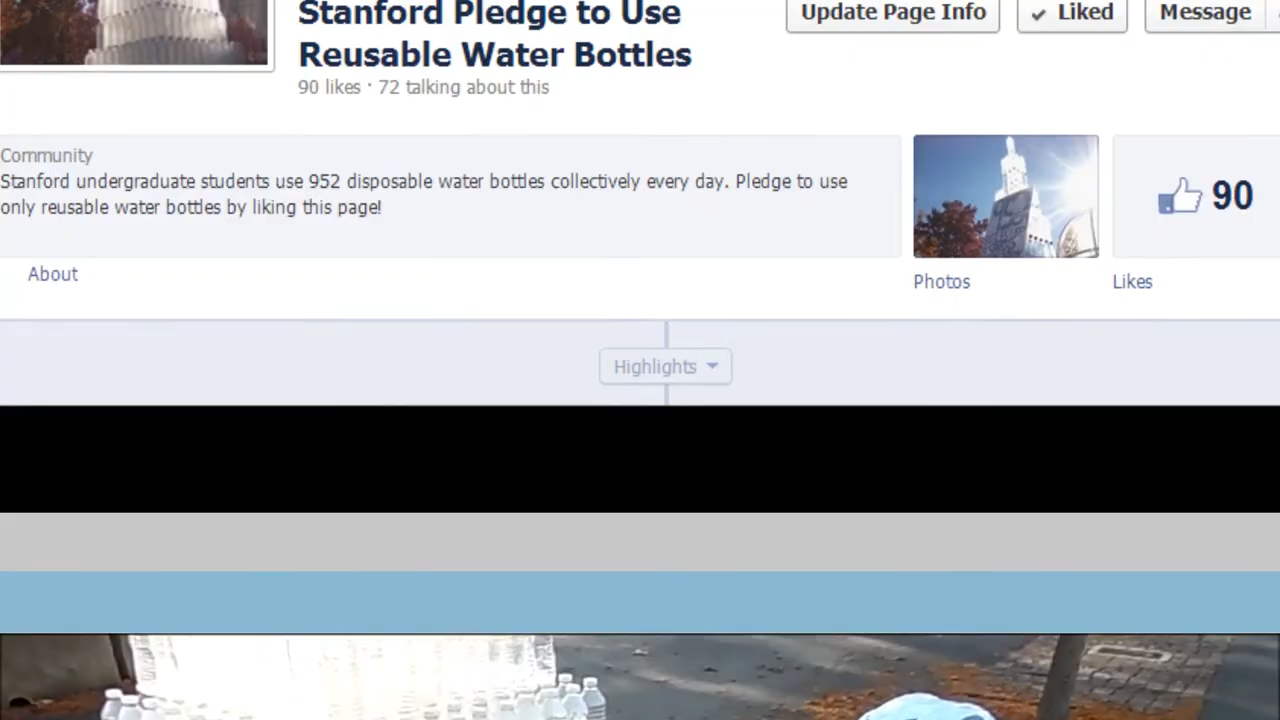 Stanford Pledge to Use
Reusable Water Bottles
Update Page Info
Liked
Message
90 likes · 72 talking about this
Community
Stanford undergraduate students use 952 disposable water bottles collectively every day. Pledge to use
only reusable water bottles by liking this page!
90
About
Photos
Likes
Highlights